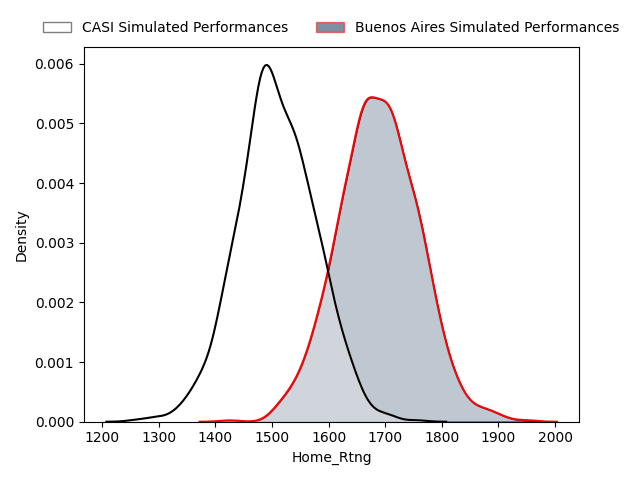 CASI Simulated Performances
Buenos Aires Simulated Performances
0.006
0.005
0.004
0.003
0.002
0.001
0.000
Density
1200 1300 1400 1500 1600 1700 1800 1900 2000
Home_Rtng